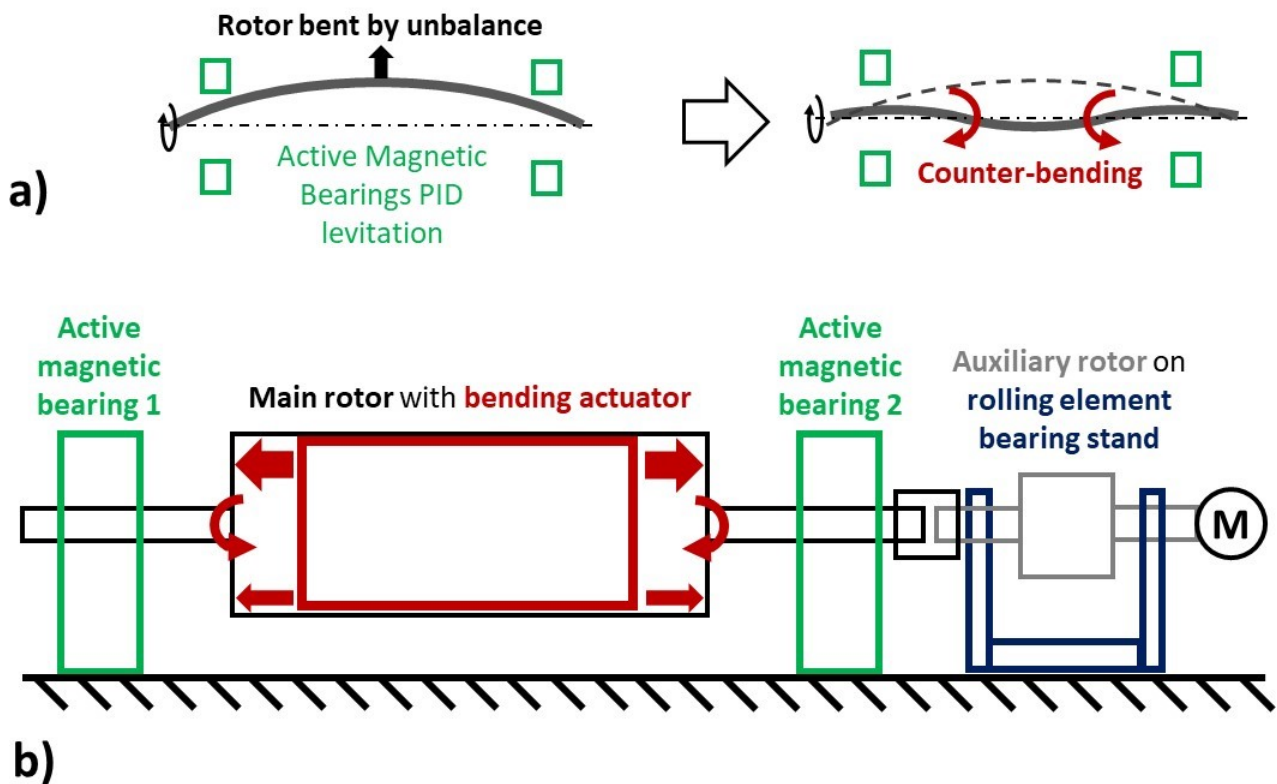 Rotor bent by unbalance
Active Magnetic
Bearings PID
levitation
Counter-bending
a)
Active
magnetic
bearing 1
Main rotor with bending actuator
Active
magnetic
bearing 2
Auxiliary rotor on
rolling element
bearing stand
M
b)